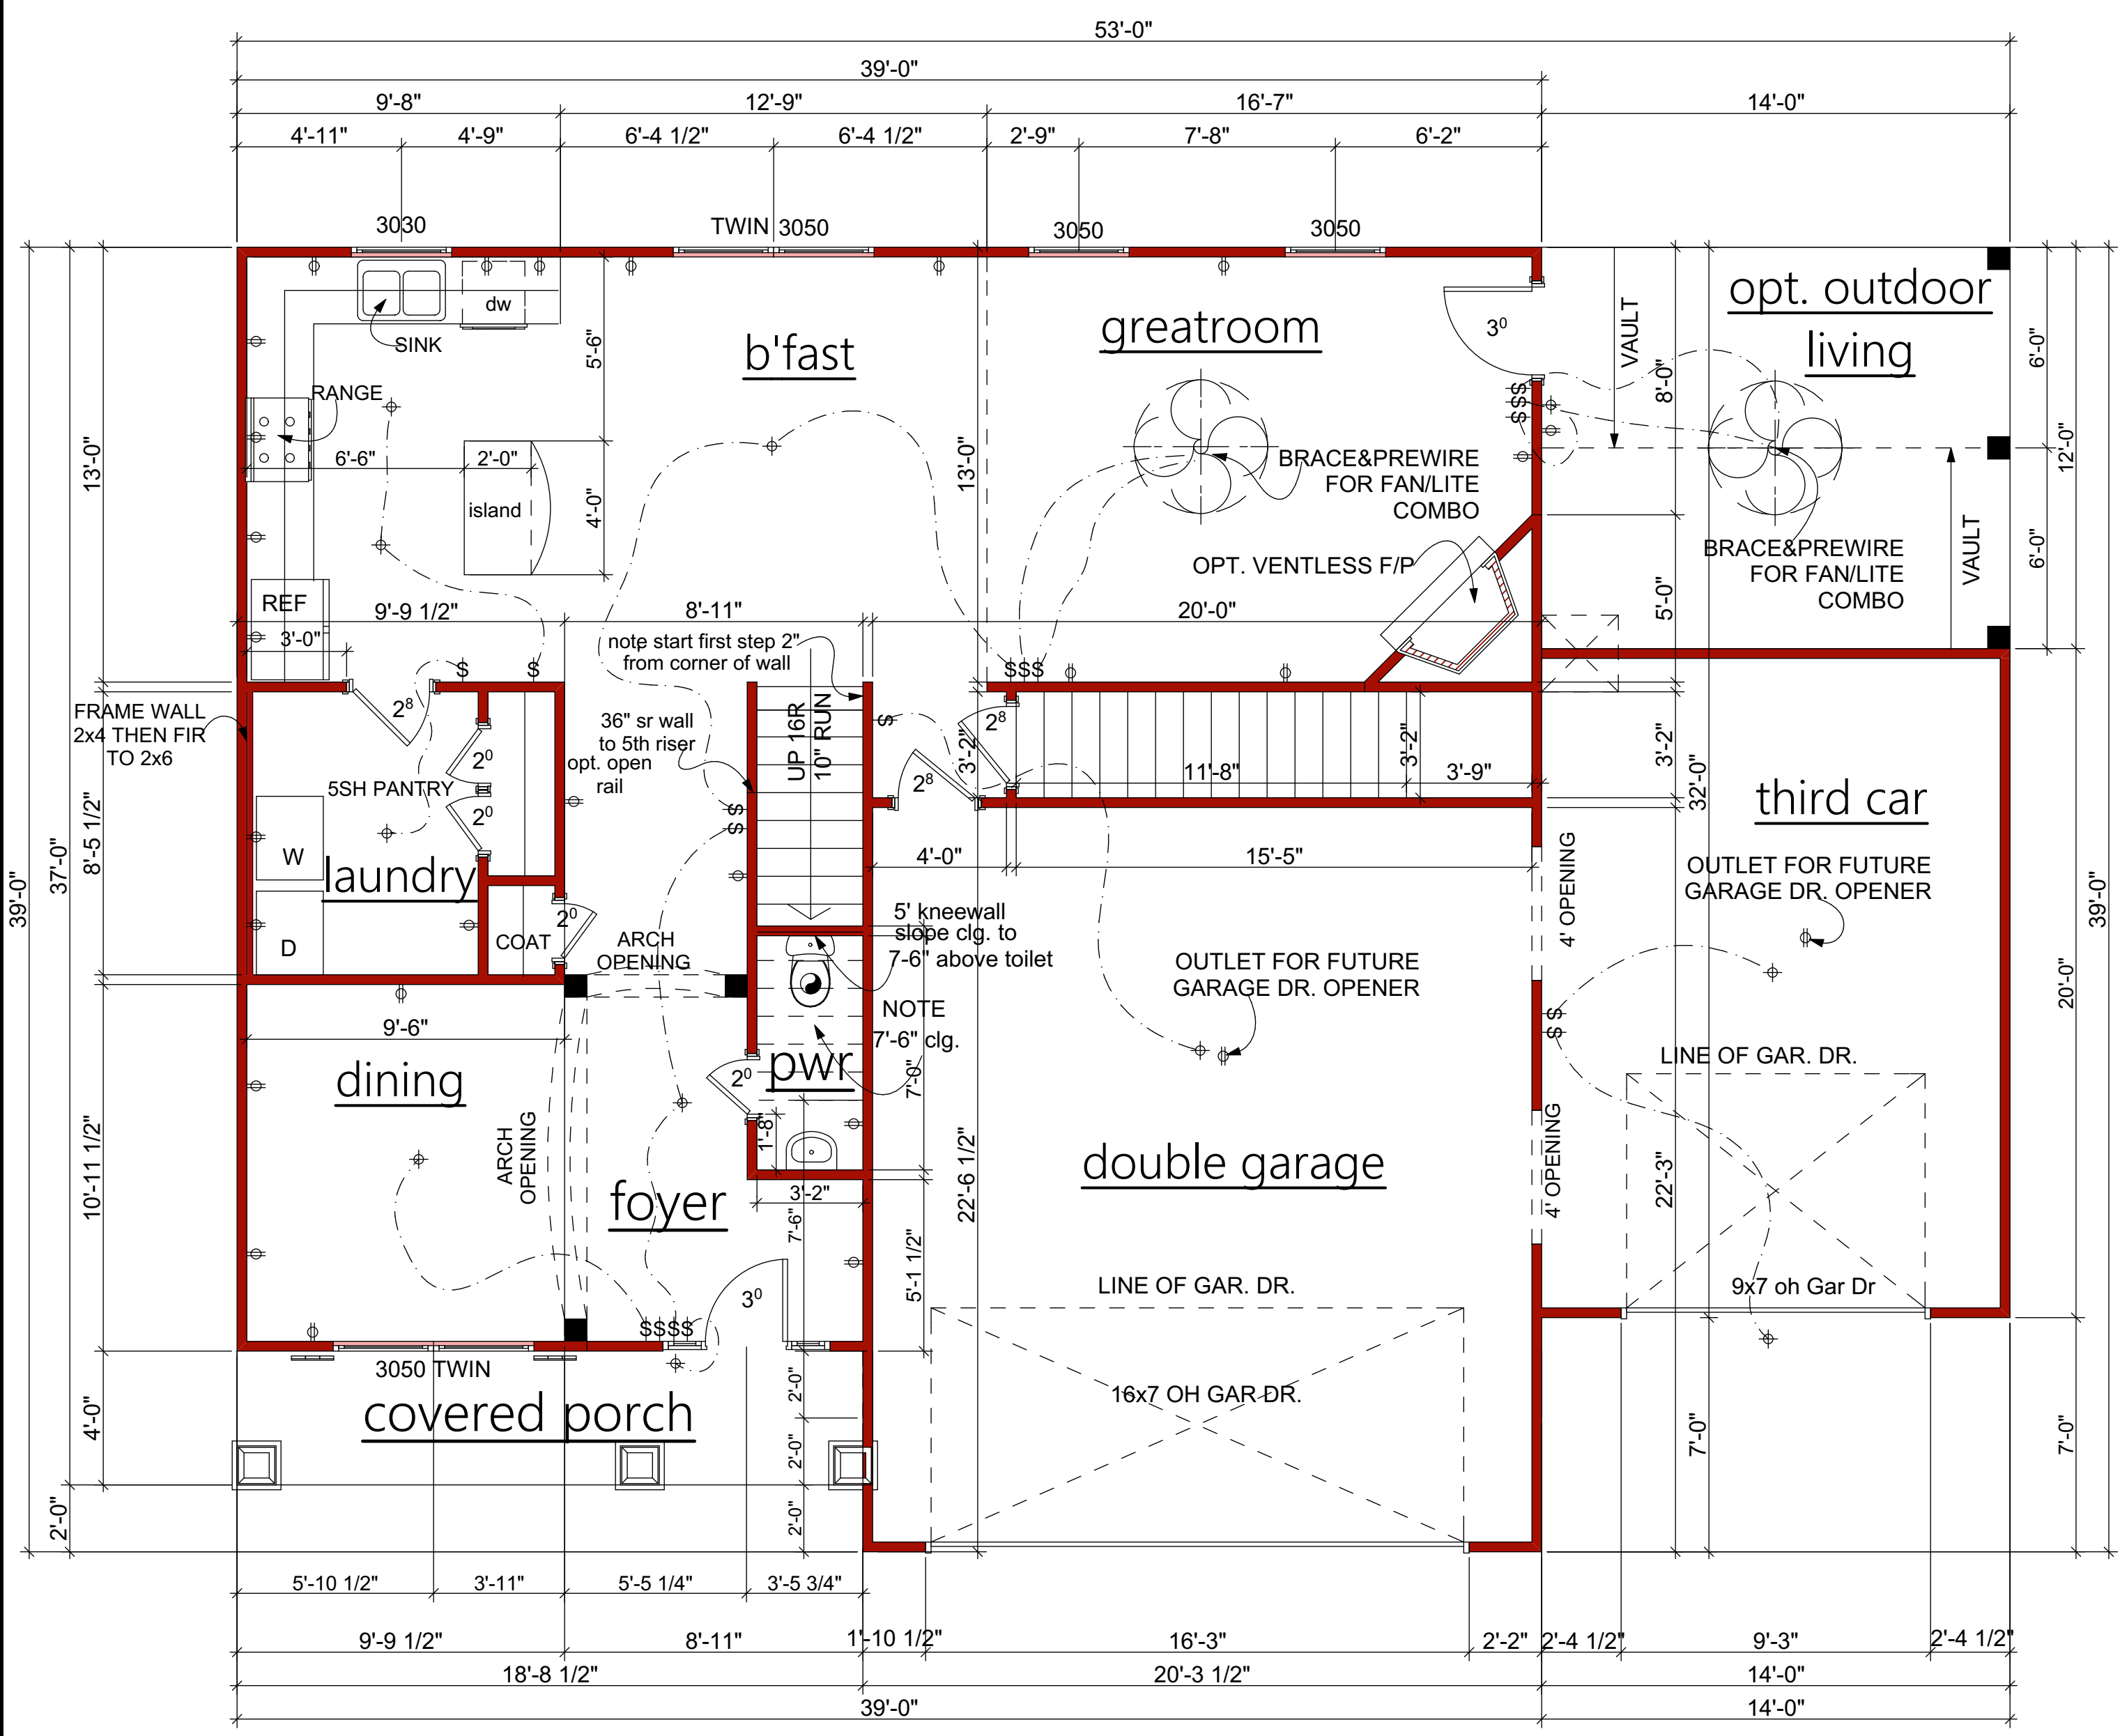 53'-0"
39'-0"
9'-8" 12'-9" 16'-7" 14'-0"
4'-11" 4'-9" 6'-4 1/2" 6'-4 1/2" 2'-9" 7'-8" 6'-2"
3030 TWIN 3050 3050 3050
opt. outdoor
living
dw
SINK
b'fast
greatroom
3⁰
VAULT
5'-6"
8'-0"
6'-0"
RANGE
$$$
13'-0"
6'-6" 2'-0"
island
4'-0"
13'-0"
BRACE&PREWIRE
FOR FAN/LITE
COMBO
12'-0"
OPT. VENTLESS F/P
BRACE&PREWIRE
FOR FAN/LITE
COMBO
VAULT
6'-0"
5'-0"
REF
9'-9 1/2" 8'-11" 20'-0"
3'-0"
note start first step 2"
from corner of wall
$ $ $$$
FRAME WALL
2x4 THEN FIR
TO 2x6
2⁸
36" sr wall
to 5th riser
opt. open
rail
UP 16R
10" RUN
$
2⁸
3'-2"
2⁸
11'-8"
3'-2"
3'-9"
3'-2"
32'-0"
third car
5SH PANTRY
2⁰
2⁰
$$
8'-5 1/2"
37'-0"
39'-0"
W
laundry
D
4'-0" 15'-5"
4' OPENING
OUTLET FOR FUTURE
GARAGE DR. OPENER
39'-0"
COAT
2⁰
ARCH
OPENING
5' kneewall
slope clg. to
7-6" above toilet
OUTLET FOR FUTURE
GARAGE DR. OPENER
20'-0"
NOTE
7'-6" clg.
9'-6"
dining
pwr
2⁰
7'-0"
$$
LINE OF GAR. DR.
10'-11 1/2"
ARCH
OPENING
1'-8"
22'-6 1/2"
double garage
4' OPENING
22'-3"
foyer
3'-2"
7'-6"
5'-1 1/2"
LINE OF GAR. DR.
9x7 oh Gar Dr
3⁰
$$$$
3050 TWIN
covered porch
2'-0"
16x7 OH GAR DR.
4'-0"
2'-0"
7'-0"
7'-0"
2'-0"
2'-0"
5'-10 1/2" 3'-11" 5'-5 1/4" 3'-5 3/4"
9'-9 1/2" 8'-11" 1'-10 1/2" 16'-3" 2'-2" 2'-4 1/2" 9'-3" 2'-4 1/2"
18'-8 1/2" 20'-3 1/2" 14'-0"
39'-0" 14'-0"